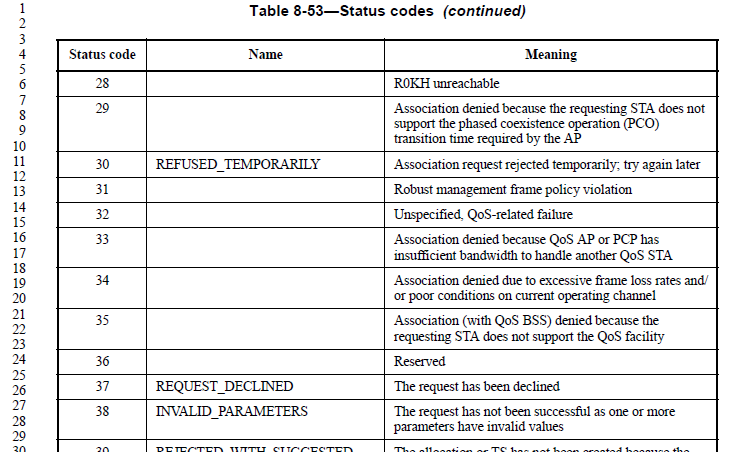 1
2
3
4
5
6
7
8
9
10
11
12
13
14
15
16
17
18
19
20
21
22
23
24
25
26
27
28
29
30
Table 8-53—Status codes (continued)
Status code Name Meaning
28 R0KH unreachable
29 Association denied because the requesting STA does not
support the phased coexistence operation (PCO)
transition time required by the AP
30 REFUSED_TEMPORARILY Association request rejected temporarily; try again later
31 Robust management frame policy violation
32 Unspecified, QoS-related failure
33 Association denied because QoS AP or PCP has
insufficient bandwidth to handle another QoS STA
34 Association denied due to excessive frame loss rates and/
or poor conditions on current operating channel
35 Association (with QoS BSS) denied because the
requesting STA does not support the QoS facility
36 Reserved
37 REQUEST_DECLINED The request has been declined
38 INVALID_PARAMETERS The request has not been successful as one or more
parameters have invalid values
39 REJECTED_WITH_SUGGESTED The allocation or TS has not been created because the